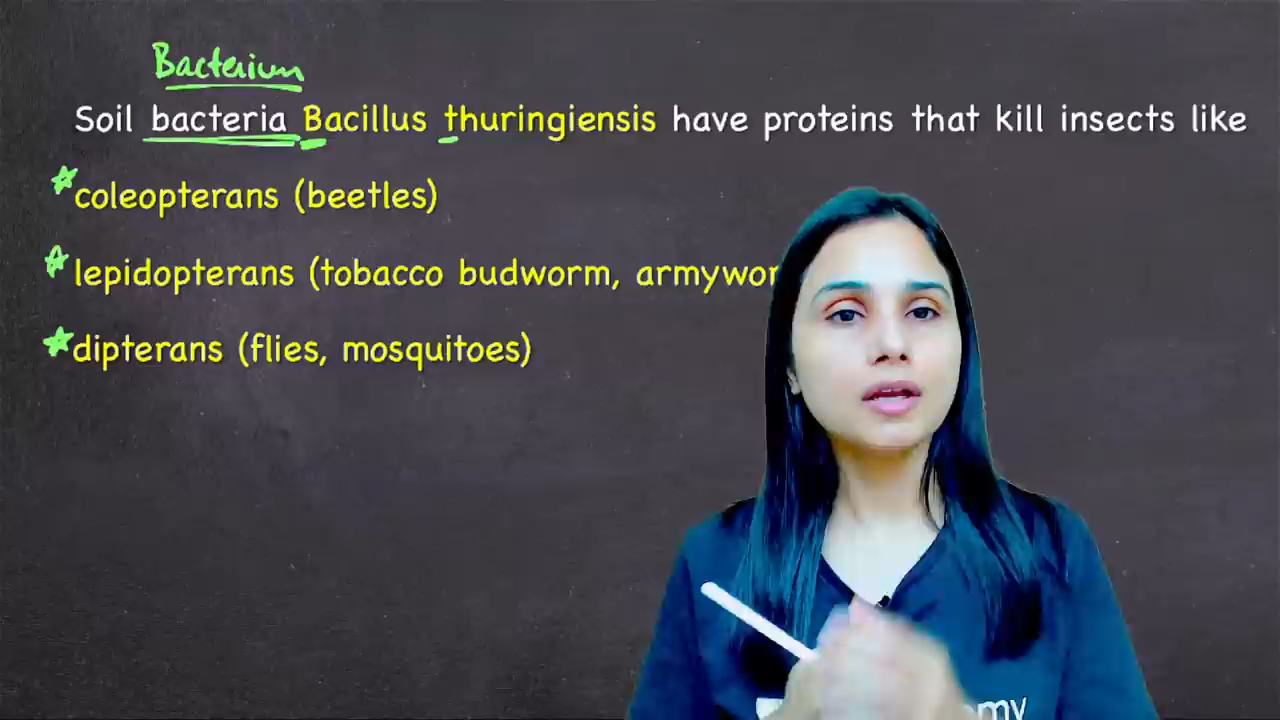 Bacterium
Soil bacteria Bacillus thuringiensis have proteins that kill insects like
coleopterans (beetles)
lepidopterans (tobacco budworm,
dipterans (flies, mosquitoes)